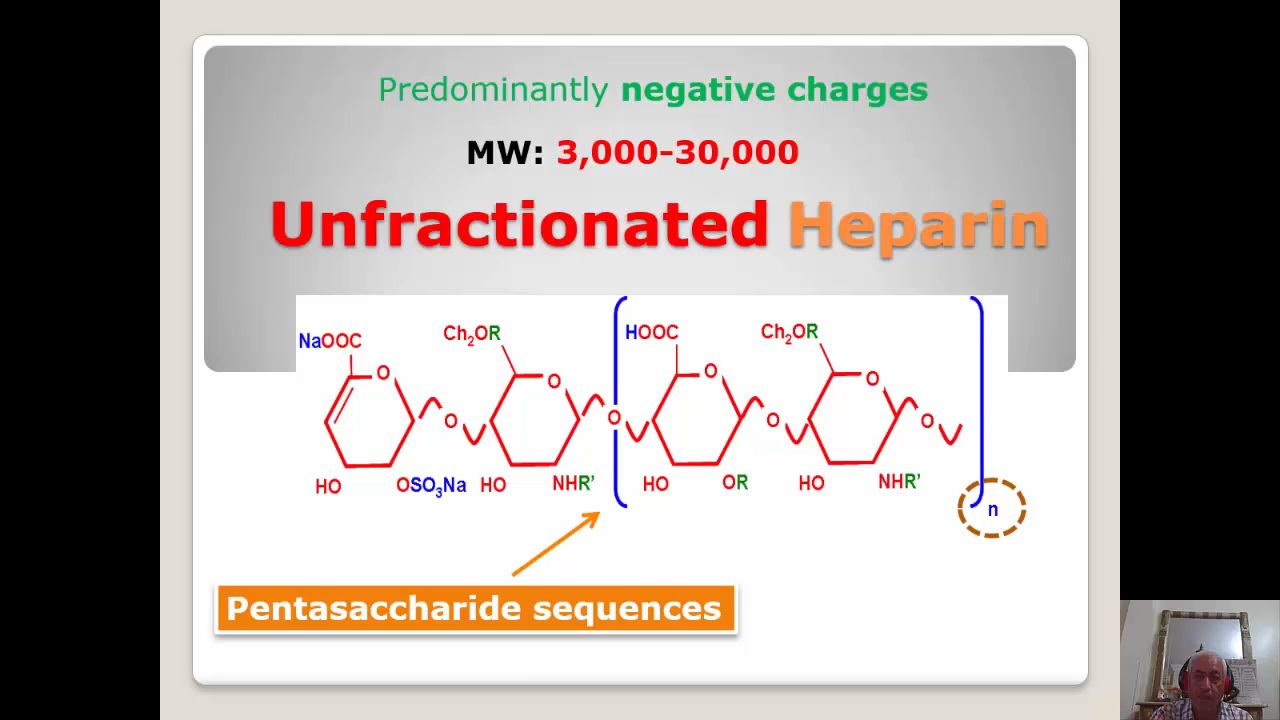 Predominantly negative charges
MW: 3,000-30,000
Unfractionated Heparin
NaOOC Ch2OR HOOC Ch2OR
O O O O
O O O O
HO OSO3Na HO NHR’ HO OR HO NHR’
n
Pentasaccharide sequences